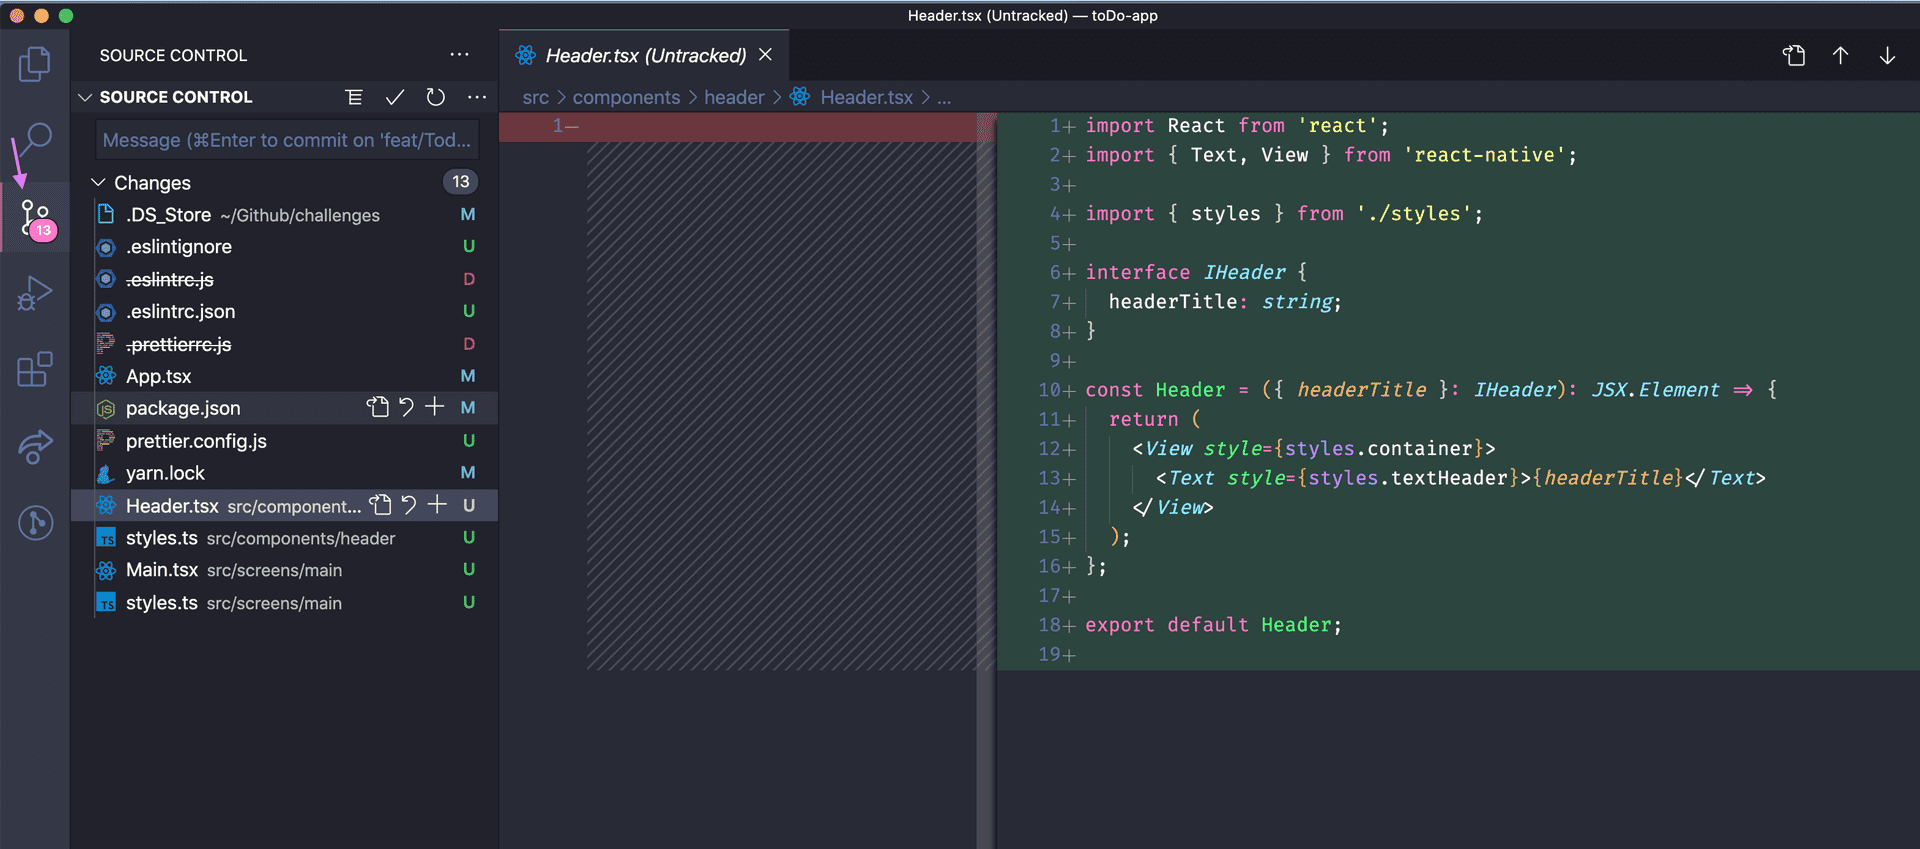 Header.tsx (Untracked) — toDo-app
SOURCE CONTROL ...
Header.tsx (Untracked)
SOURCE CONTROL
src > components > header > Header.tsx > ...
Message (⌘Enter to commit on 'feat/Tod...
Changes 13
.DS_Store ~/Github/challenges M
13
.eslintignore U
.eslintrc.js D
.eslintrc.json U
.prettierrc.js D
App.tsx M
package.json M
prettier.config.js U
yarn.lock M
Header.tsx src/component... U
styles.ts src/components/header U
Main.tsx src/screens/main U
styles.ts src/screens/main U
1—
1+ import React from 'react';
2+ import { Text, View } from 'react-native';
3+
4+ import { styles } from './styles';
5+
6+ interface IHeader {
7+ headerTitle: string;
8+ }
9+
10+ const Header = ({ headerTitle }: IHeader): JSX.Element => {
11+ return (
12+ <View style={styles.container}>
13+ <Text style={styles.textHeader}>{headerTitle}</Text>
14+ </View>
15+ );
16+ };
17+
18+ export default Header;
19+